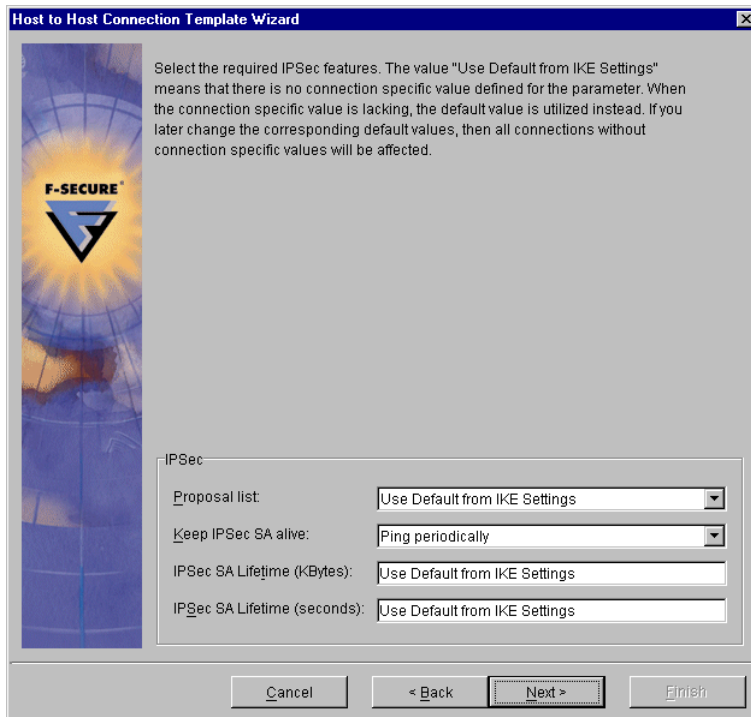 Host to Host Connection Template Wizard
Select the required IPSec features. The value "Use Default from IKE Settings"
means that there is no connection specific value defined for the parameter. When
the connection specific value is lacking, the default value is utilized instead. If you
later change the corresponding default values, then all connections without
connection specific values will be affected.
F-SECURE®
IPSec
Proposal list: Use Default from IKE Settings
Keep IPSec SA alive: Ping periodically
IPSec SA Lifetime (KBytes): Use Default from IKE Settings
IPSec SA Lifetime (seconds): Use Default from IKE Settings
Cancel < Back Next > Finish